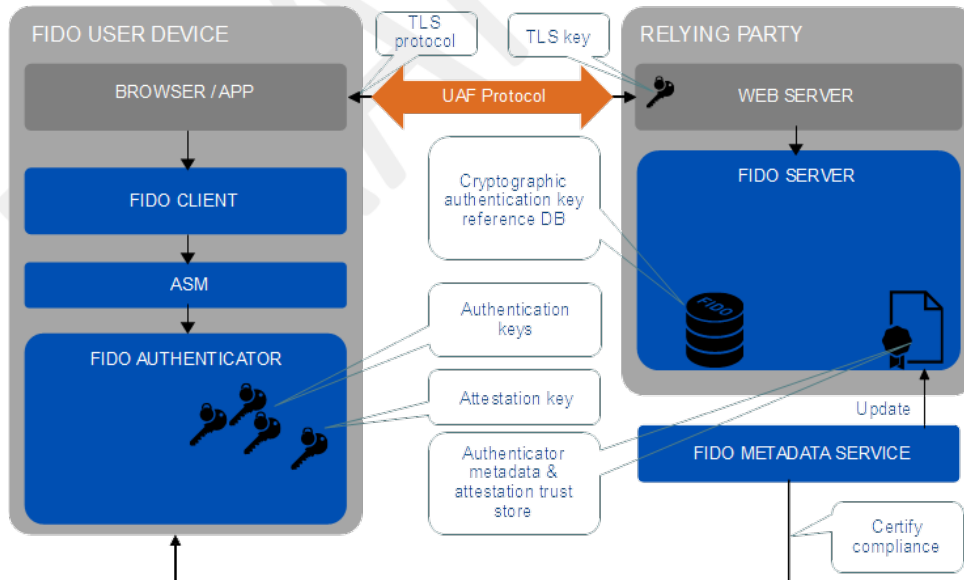 FIDO USER DEVICE
TLS
protocol
TLS key
RELYING PARTY
BROWSER / APP
UAF Protocol
WEB SERVER
FIDO CLIENT
Cryptographic
authentication key
reference DB
FIDO SERVER
ASM
FIDO
Authentication
keys
FIDO AUTHENTICATOR
Attestation key
Update
Authenticator
metadata &
attestation trust
store
FIDO METADATA SERVICE
Certify
compliance